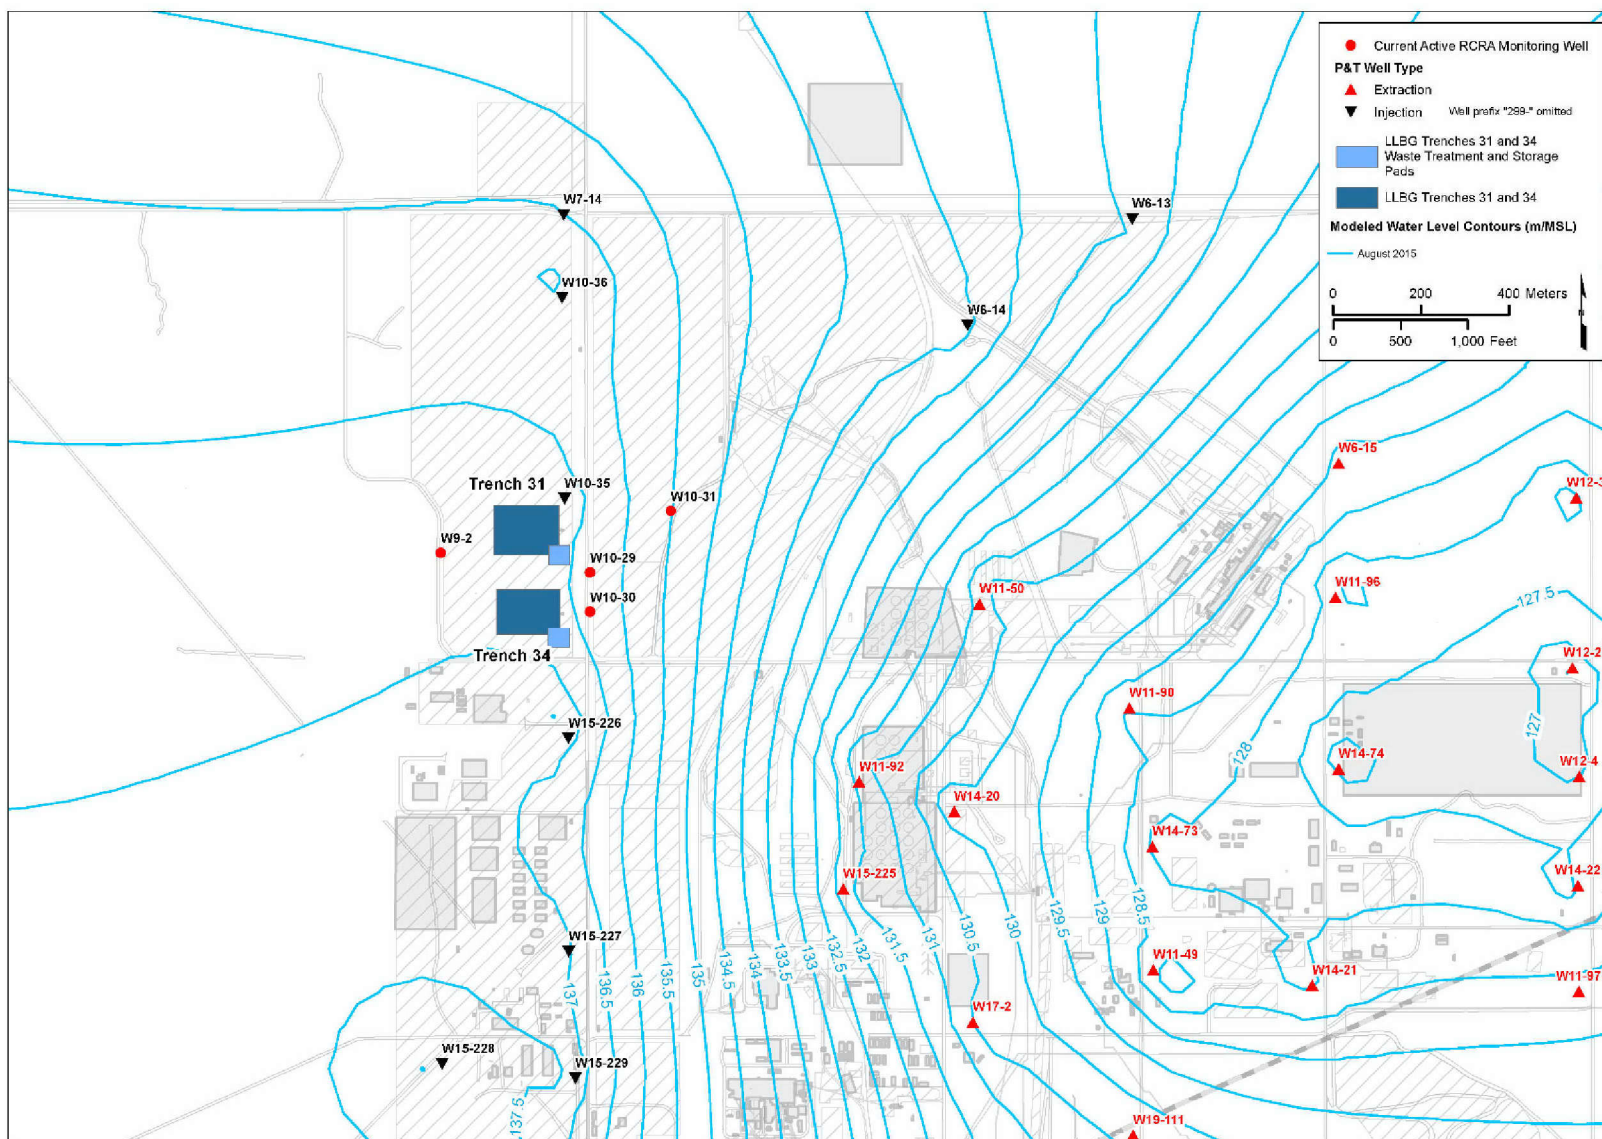 Current Active RCRA Monitoring Well
P&T Well Type
Extraction
Injection
Well prefix "299-" omitted
LLBG Trenches 31 and 34
Waste Treatment and Storage
Pads
LLBG Trenches 31 and 34
Modeled Water Level Contours (m/MSL)
August 2015
0 200 400 Meters
0 500 1,000 Feet
N
W7-14
W6-13
W10-36
W6-14
W6-15
Trench 31
W10-35
W10-31
W12-3
W9-2
W10-29
W10-30
W11-50
W11-96
127.5
Trench 34
W12-2
W15-226
W11-90
127
128
W11-92
W14-74
W12-4
W14-20
W14-73
W15-225
W14-22
W15-227
137
136.5
136
135.5
135
134.5
134
133.5
133
132.5
132
131.5
131
130.5
130
129.5
129
128.5
W11-49
W14-21
W11-97
W17-2
W15-228
W15-229
137.5
W19-111